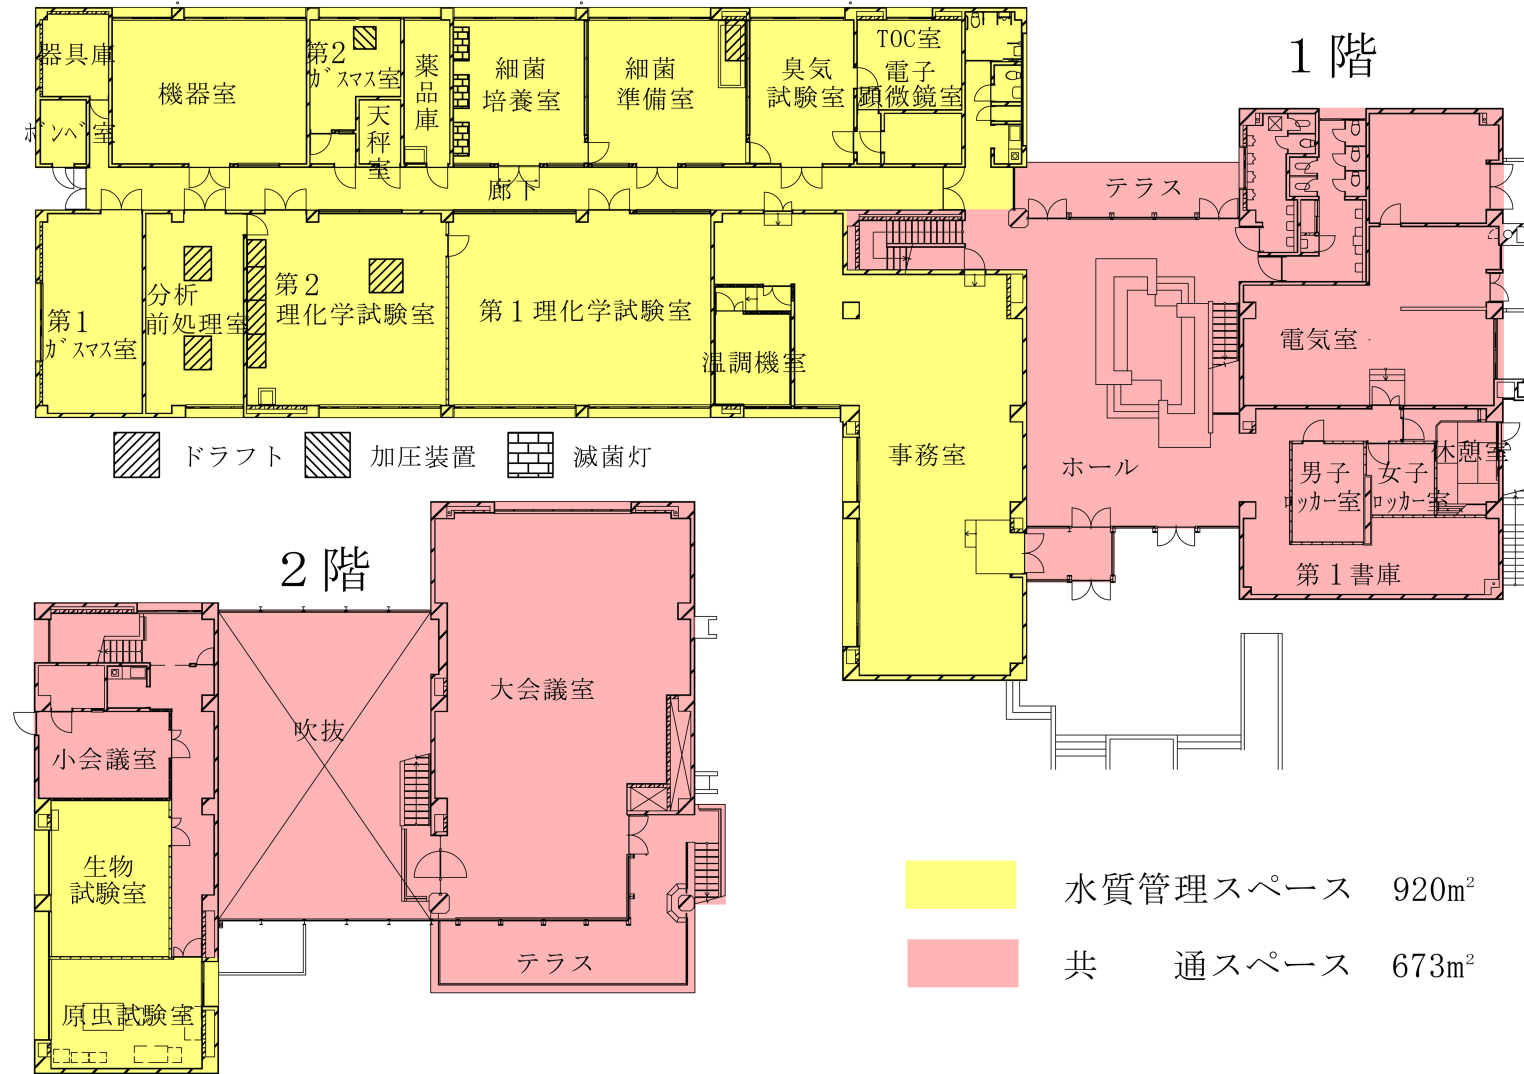 1階
器具庫
機器室
第2
ガスマス室
薬
品
庫
天
秤
室
細菌
培養室
細菌
準備室
臭気
試験室
TOC室
電子
顕微鏡室
ボンベ室
廊下
テラス
第1
ガスマス室
分析
前処理室
第2
理化学試験室
第1理化学試験室
温調機室
事務室
ホール
電気室
男子
ロッカー室
女子
ロッカー室
休憩室
第1書庫
ドラフト
加圧装置
滅菌灯
2階
小会議室
吹抜
大会議室
生物
試験室
原虫試験室
テラス
水質管理スペース 920m²
共 通スペース 673m²